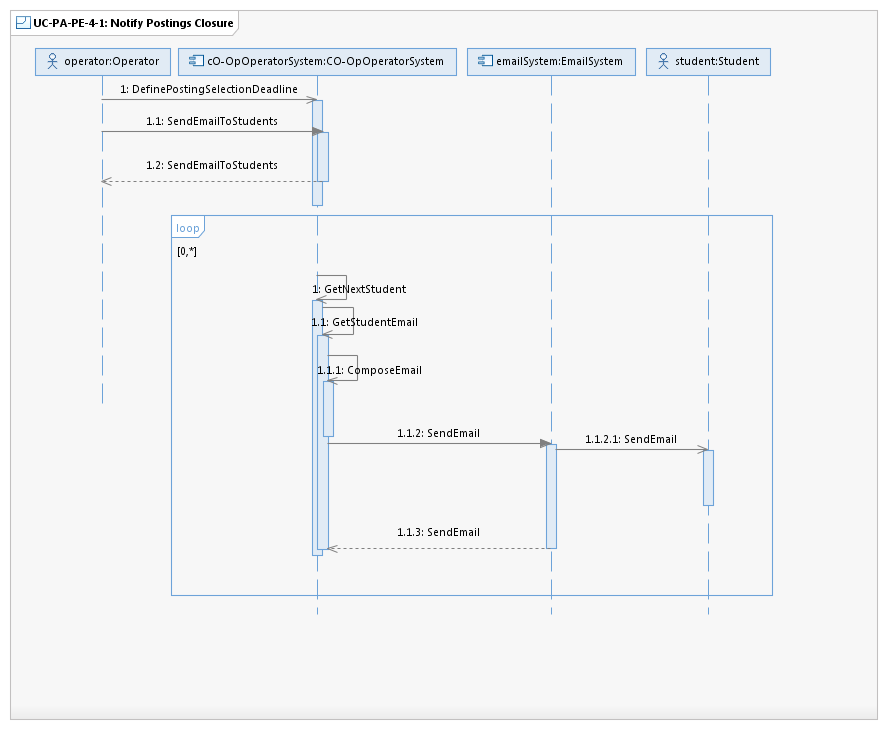 UC-PA-PE-4-1: Notify Postings Closure
operator:Operator
cO-OpOperatorSystem:CO-OpOperatorSystem
emailSystem:EmailSystem
student:Student
1: DefinePostingSelectionDeadline
1.1: SendEmailToStudents
1.2: SendEmailToStudents
loop
[0,*]
1: GetNextStudent
1.1: GetStudentEmail
1.1.1: ComposeEmail
1.1.2: SendEmail
1.1.2.1: SendEmail
1.1.3: SendEmail